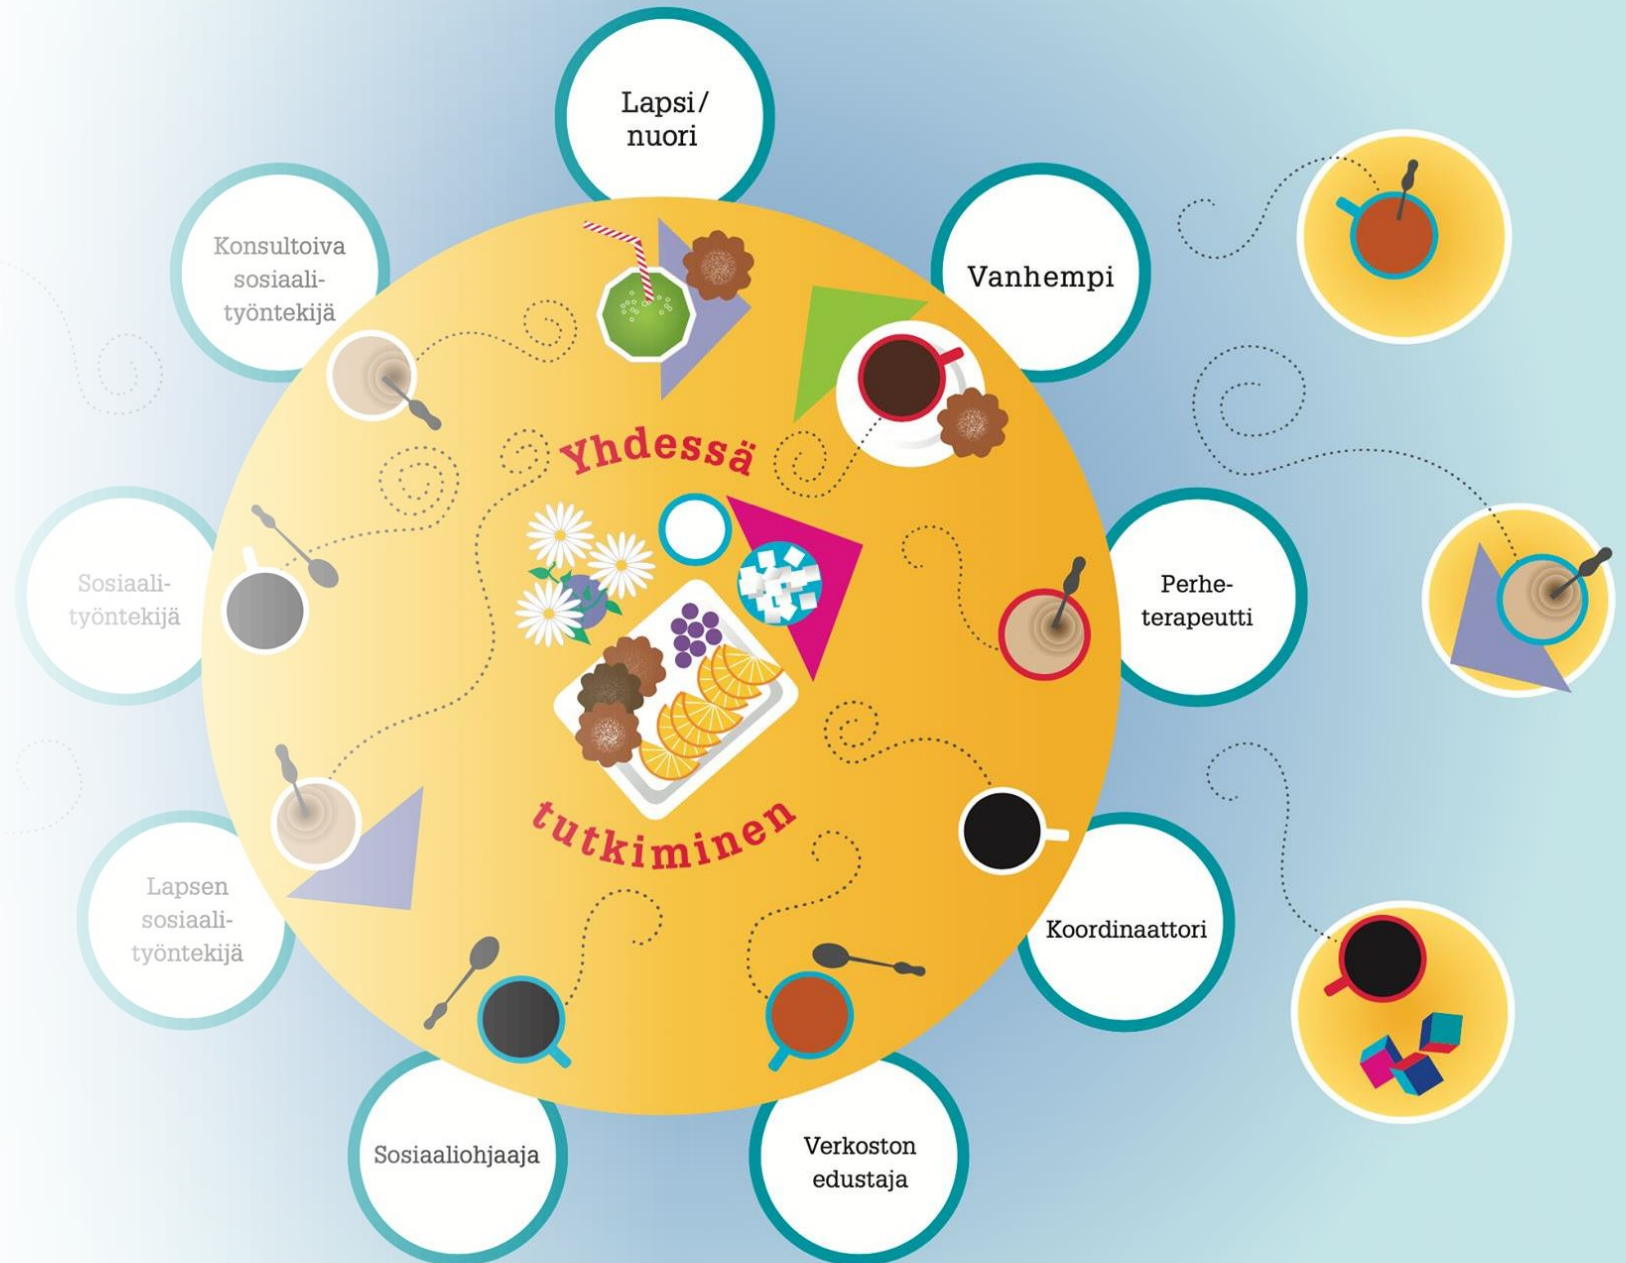 Lapsi/
nuori
Vanhempi
Perhe-
terapeutti
Koordinaattori
Verkoston
edustaja
Sosiaaliohjaaja
Lapsen
sosiaali-
työntekijä
Sosiaali-
työntekijä
Konsultoiva
sosiaali-
työntekijä
Yhdessä
tutkiminen